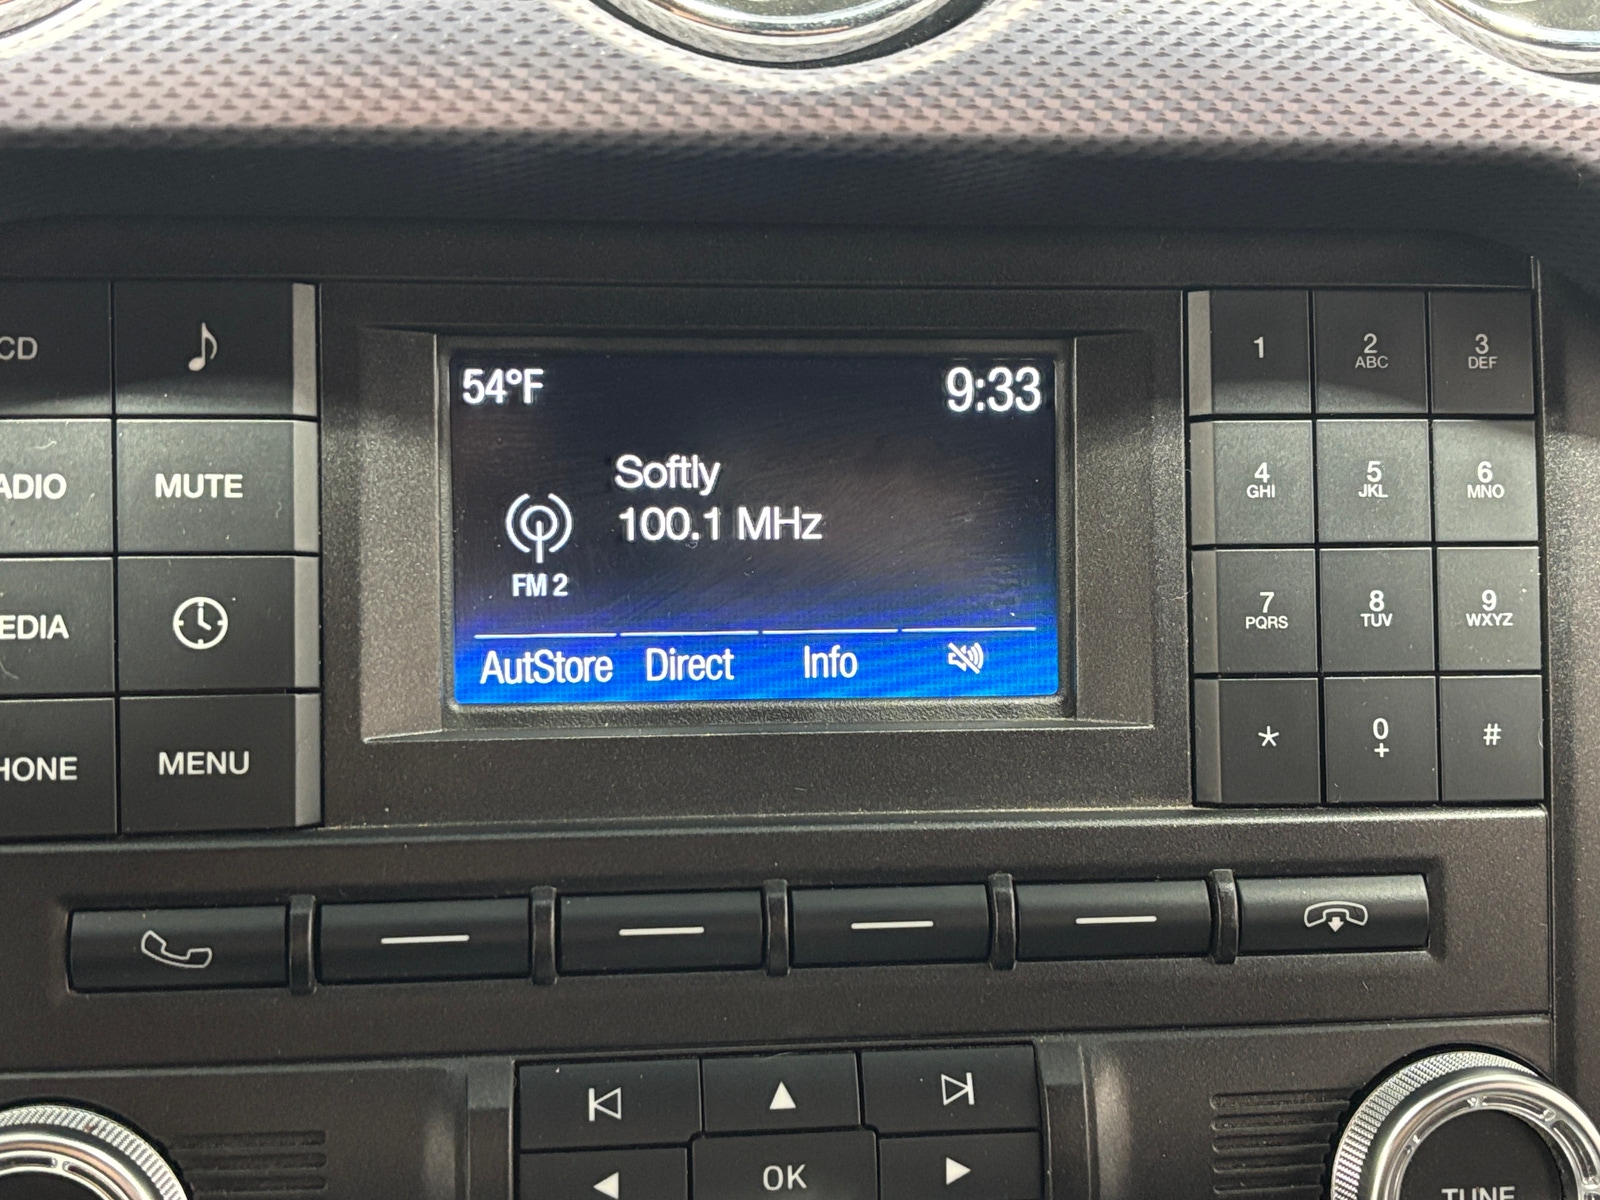 54°F 9:33
Softly
100.1 MHz
FM 2
AutStore Direct Info
CD
ADIO MUTE
EDIA
HONE MENU
1 2 ABC 3 DEF
4 GHI 5 JKL 6 MNO
7 PQRS 8 TUV 9 WXYZ
* 0 + #
OK
TUNE